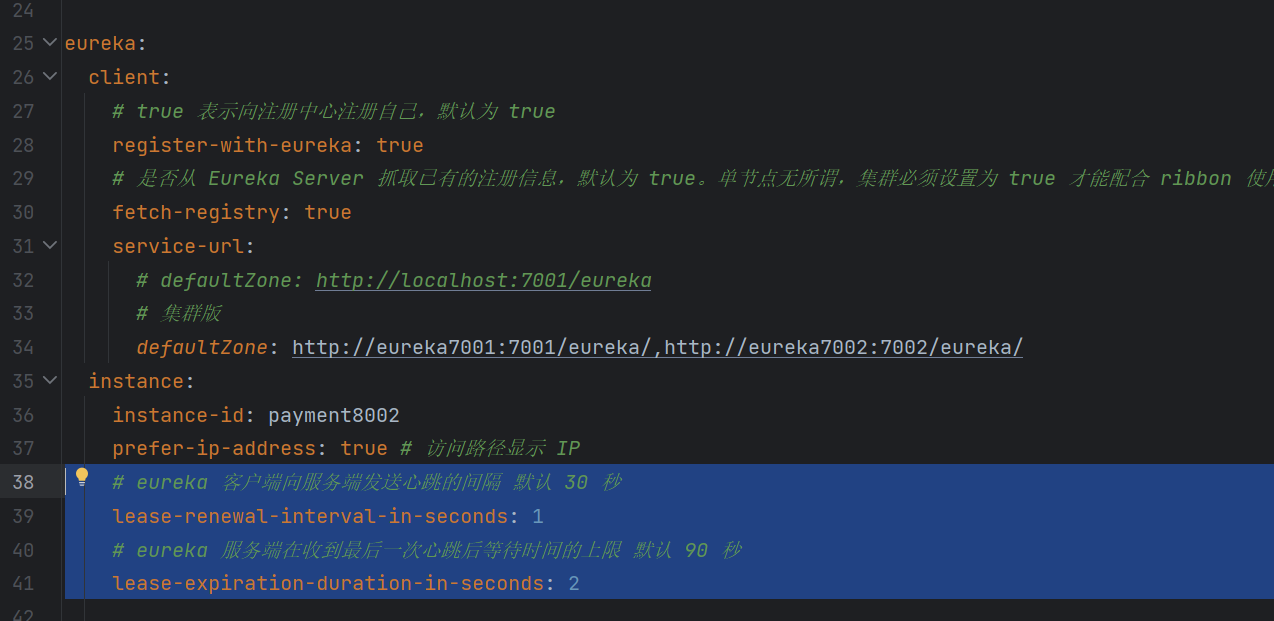 24
25 eureka:
26 client:
27 # true 表示向注册中心注册自己，默认为 true
28 register-with-eureka: true
29 # 是否从 Eureka Server 抓取已有的注册信息，默认为 true。单节点无所谓，集群必须设置为 true 才能配合 ribbon 使用
30 fetch-registry: true
31 service-url:
32 # defaultZone: http://localhost:7001/eureka
33 # 集群版
34 defaultZone: http://eureka7001:7001/eureka/,http://eureka7002:7002/eureka/
35 instance:
36 instance-id: payment8002
37 prefer-ip-address: true # 访问路径显示 IP
38 # eureka 客户端向服务端发送心跳的间隔 默认 30 秒
39 lease-renewal-interval-in-seconds: 1
40 # eureka 服务端在收到最后一次心跳后等待时间的上限 默认 90 秒
41 lease-expiration-duration-in-seconds: 2
42